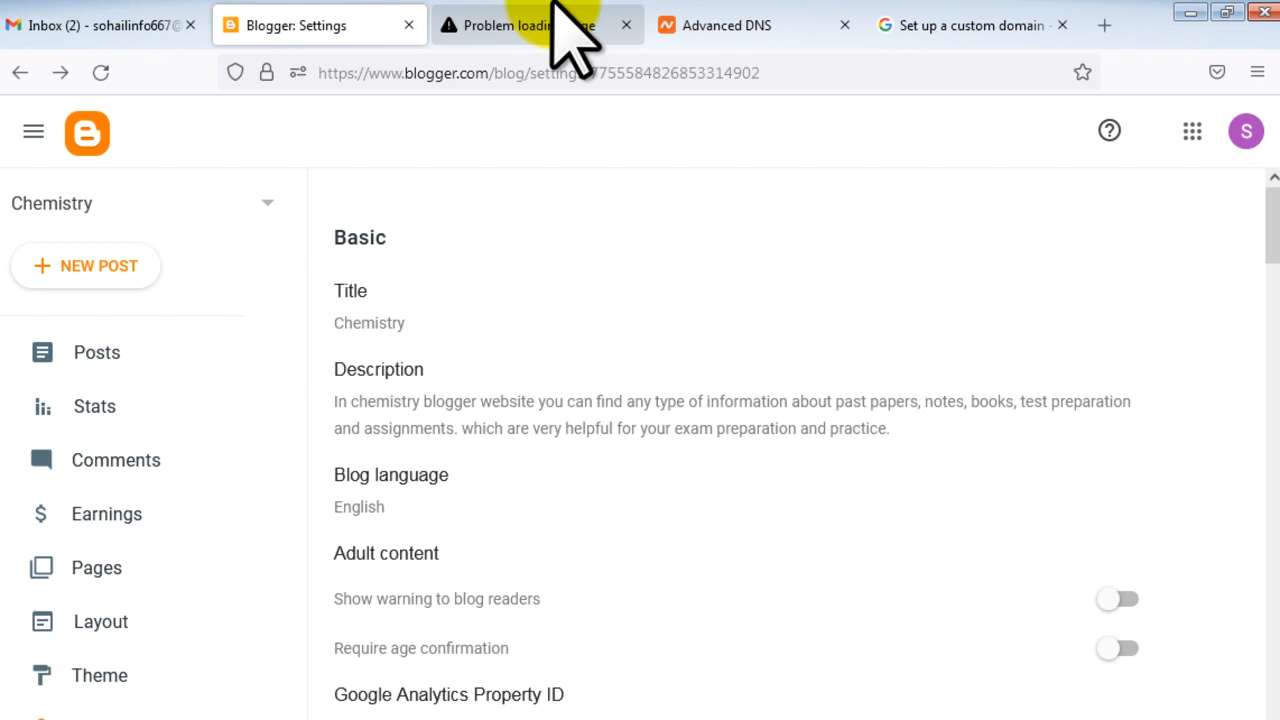 Inbox (2) - sohailinfo667@
Blogger: Settings
Problem loading page
Advanced DNS
Set up a custom domain -
https://www.blogger.com/blog/settings/7755584826853314902
S
Chemistry
NEW POST
Posts
Stats
Comments
Earnings
Pages
Layout
Theme
Basic
Title
Chemistry
Description
In chemistry blogger website you can find any type of information about past papers, notes, books, test preparation
and assignments. which are very helpful for your exam preparation and practice.
Blog language
English
Adult content
Show warning to blog readers
Require age confirmation
Google Analytics Property ID